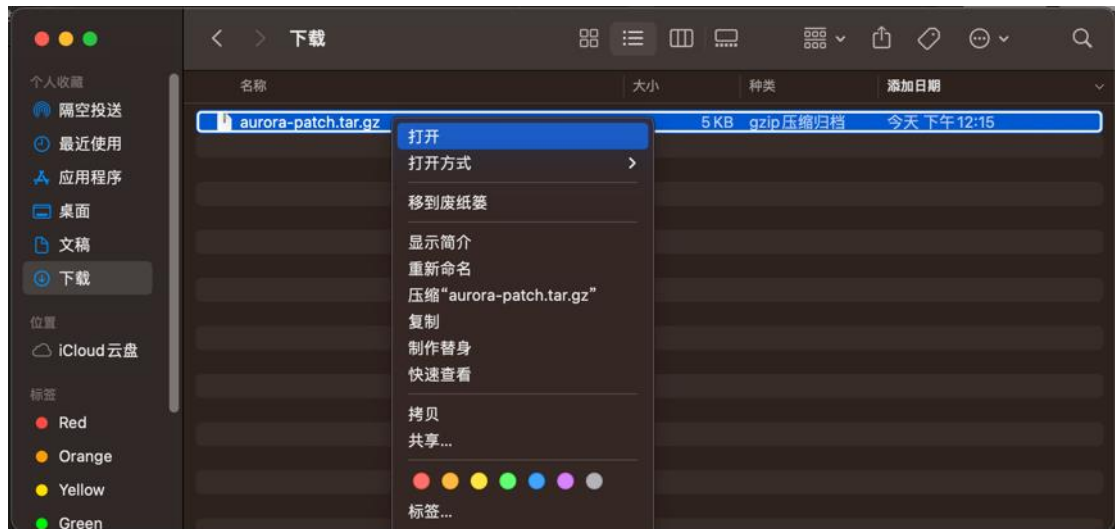 下载
个人收藏
隔空投送
最近使用
应用程序
桌面
文稿
下载
位置
iCloud云盘
标签
Red
Orange
Yellow
Green
名称 大小 种类 添加日期
aurora-patch.tar.gz 5 KB gzip压缩归档 今天 下午12:15
打开
打开方式
移到废纸篓
显示简介
重新命名
压缩“aurora-patch.tar.gz”
复制
制作替身
快速查看
拷贝
共享...
标签...